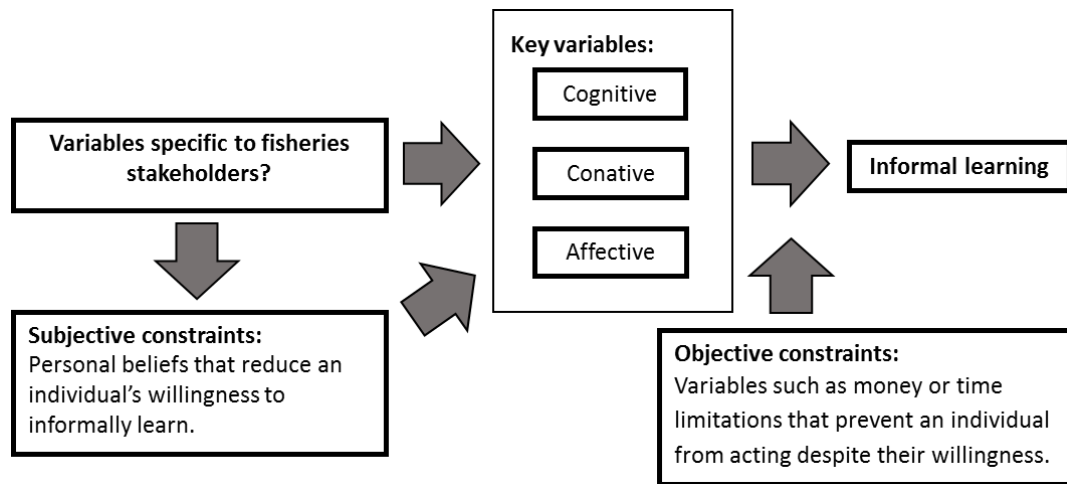 Variables specific to fisheries
stakeholders?
Key variables:
Cognitive
Conative
Affective
Informal learning
Subjective constraints:
Personal beliefs that reduce an
individual's willingness to
informally learn.
Objective constraints:
Variables such as money or time
limitations that prevent an individual
from acting despite their willingness.